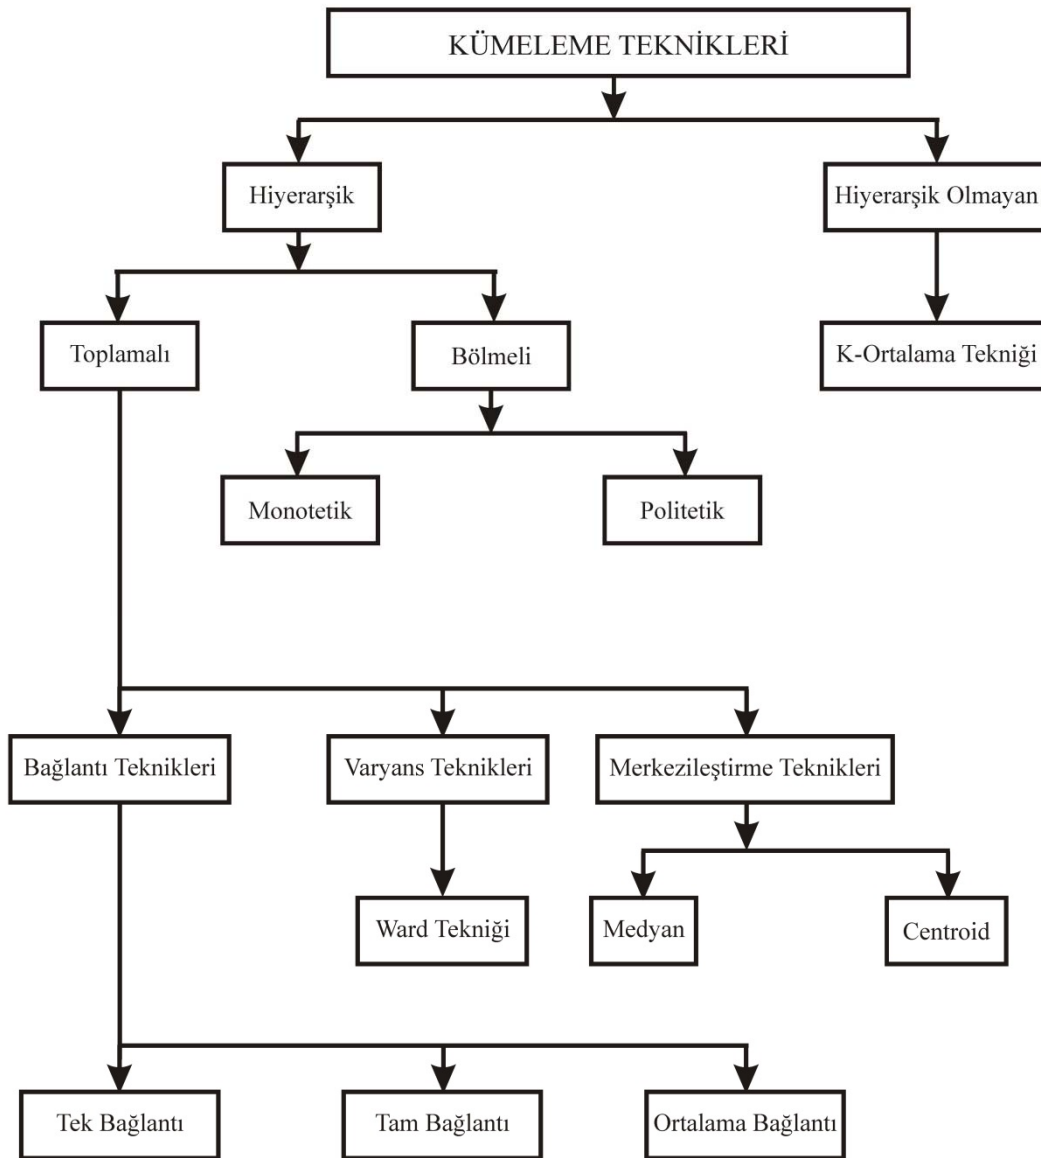 KÜMELEME TEKNİKLERİ
Hiyerarşik
Hiyerarşik Olmayan
Toplamalı
Bölmeli
K-Ortalama Tekniği
Monotetik
Politetik
Bağlantı Teknikleri
Varyans Teknikleri
Merkezileştirme Teknikleri
Ward Tekniği
Medyan
Centroid
Tek Bağlantı
Tam Bağlantı
Ortalama Bağlantı